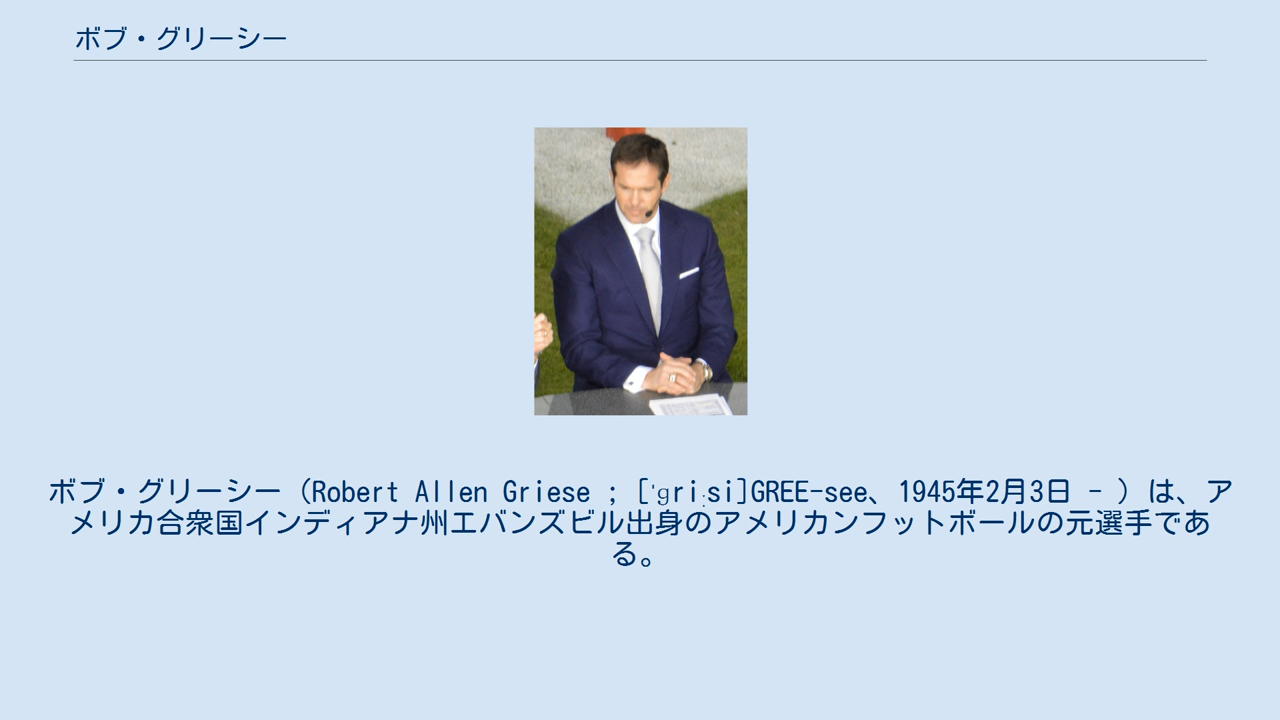 ボブ・グリーシー
ボブ・グリーシー（Robert Allen Griese ; [ˈɡriːsi]GREE-see、1945年2月3日 - ）は、ア
メリカ合衆国インディアナ州エバンズビル出身のアメリカンフットボールの元選手であ
る。